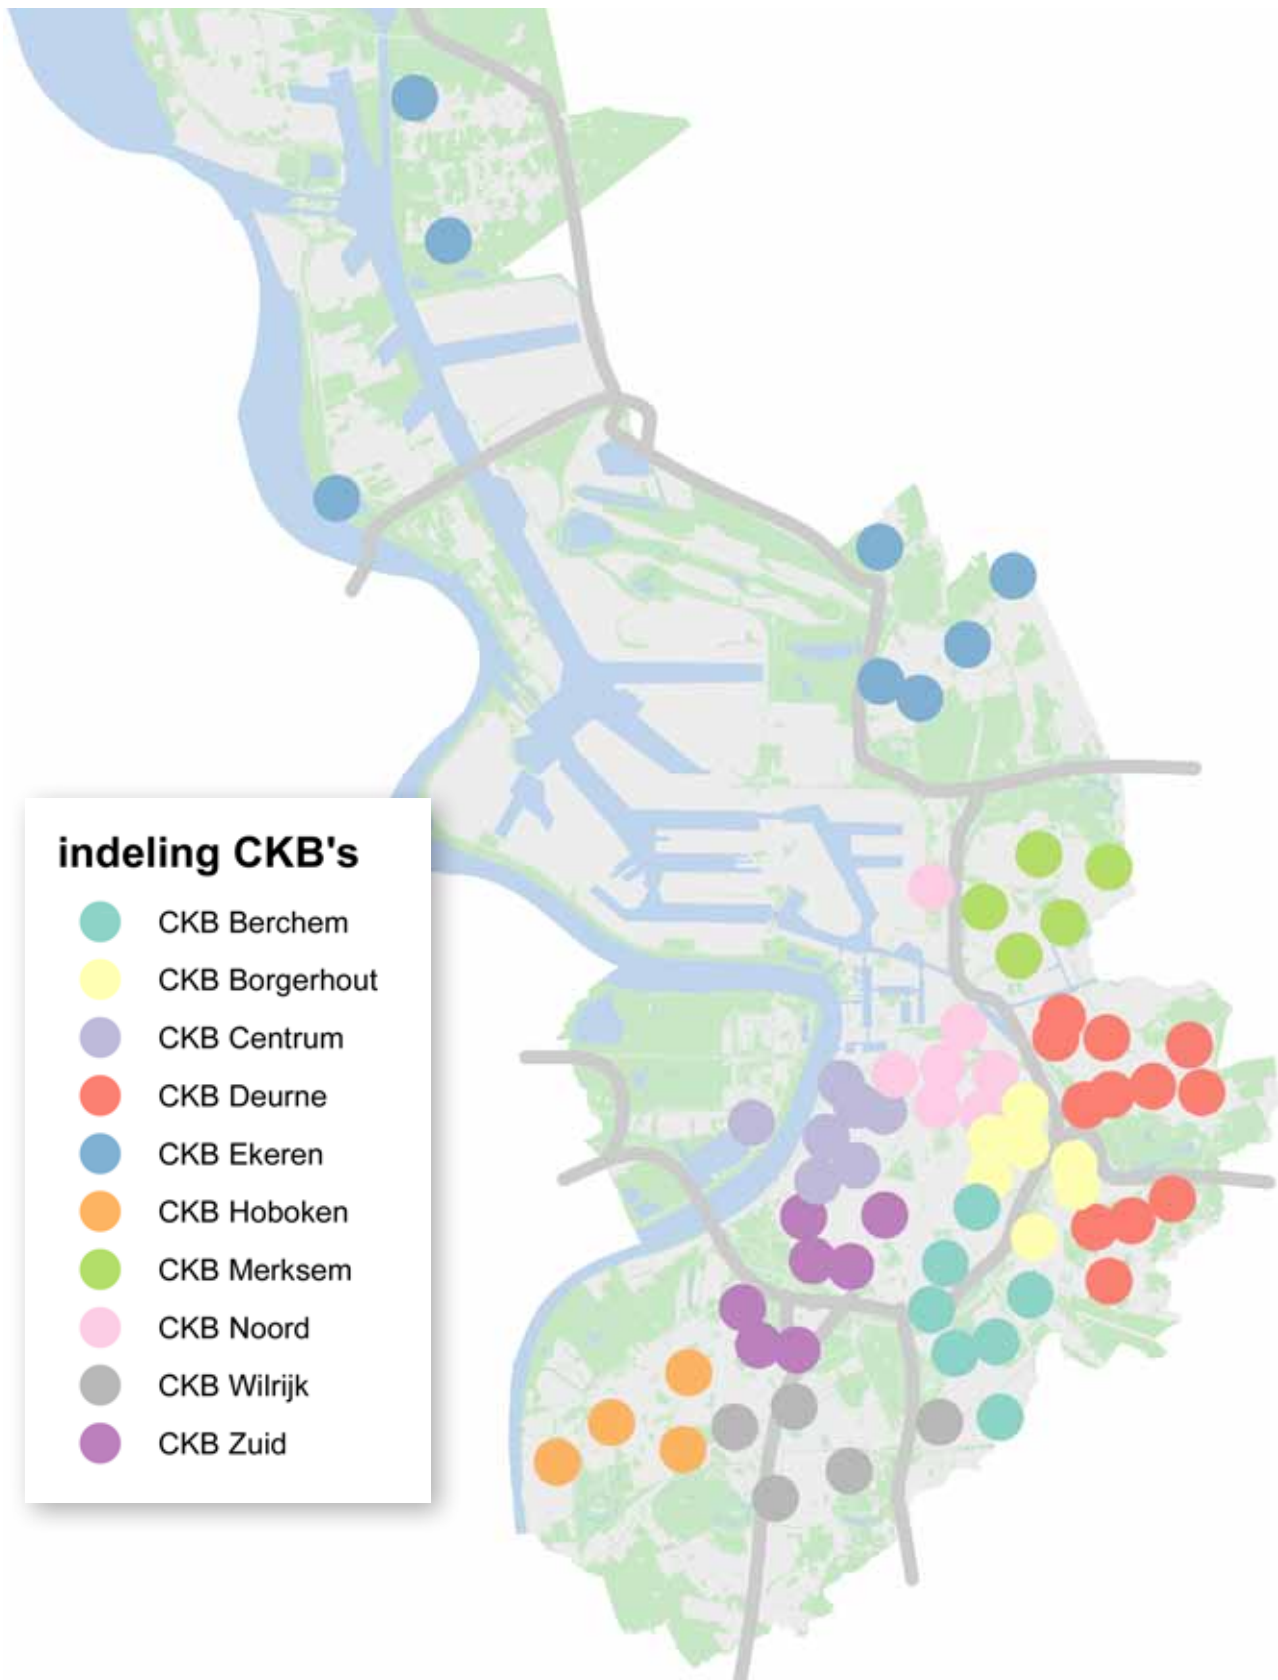 indeling CKB's
CKB Berchem
CKB Borgerhout
CKB Centrum
CKB Deurne
CKB Ekeren
CKB Hoboken
CKB Merksem
CKB Noord
CKB Wilrijk
CKB Zuid